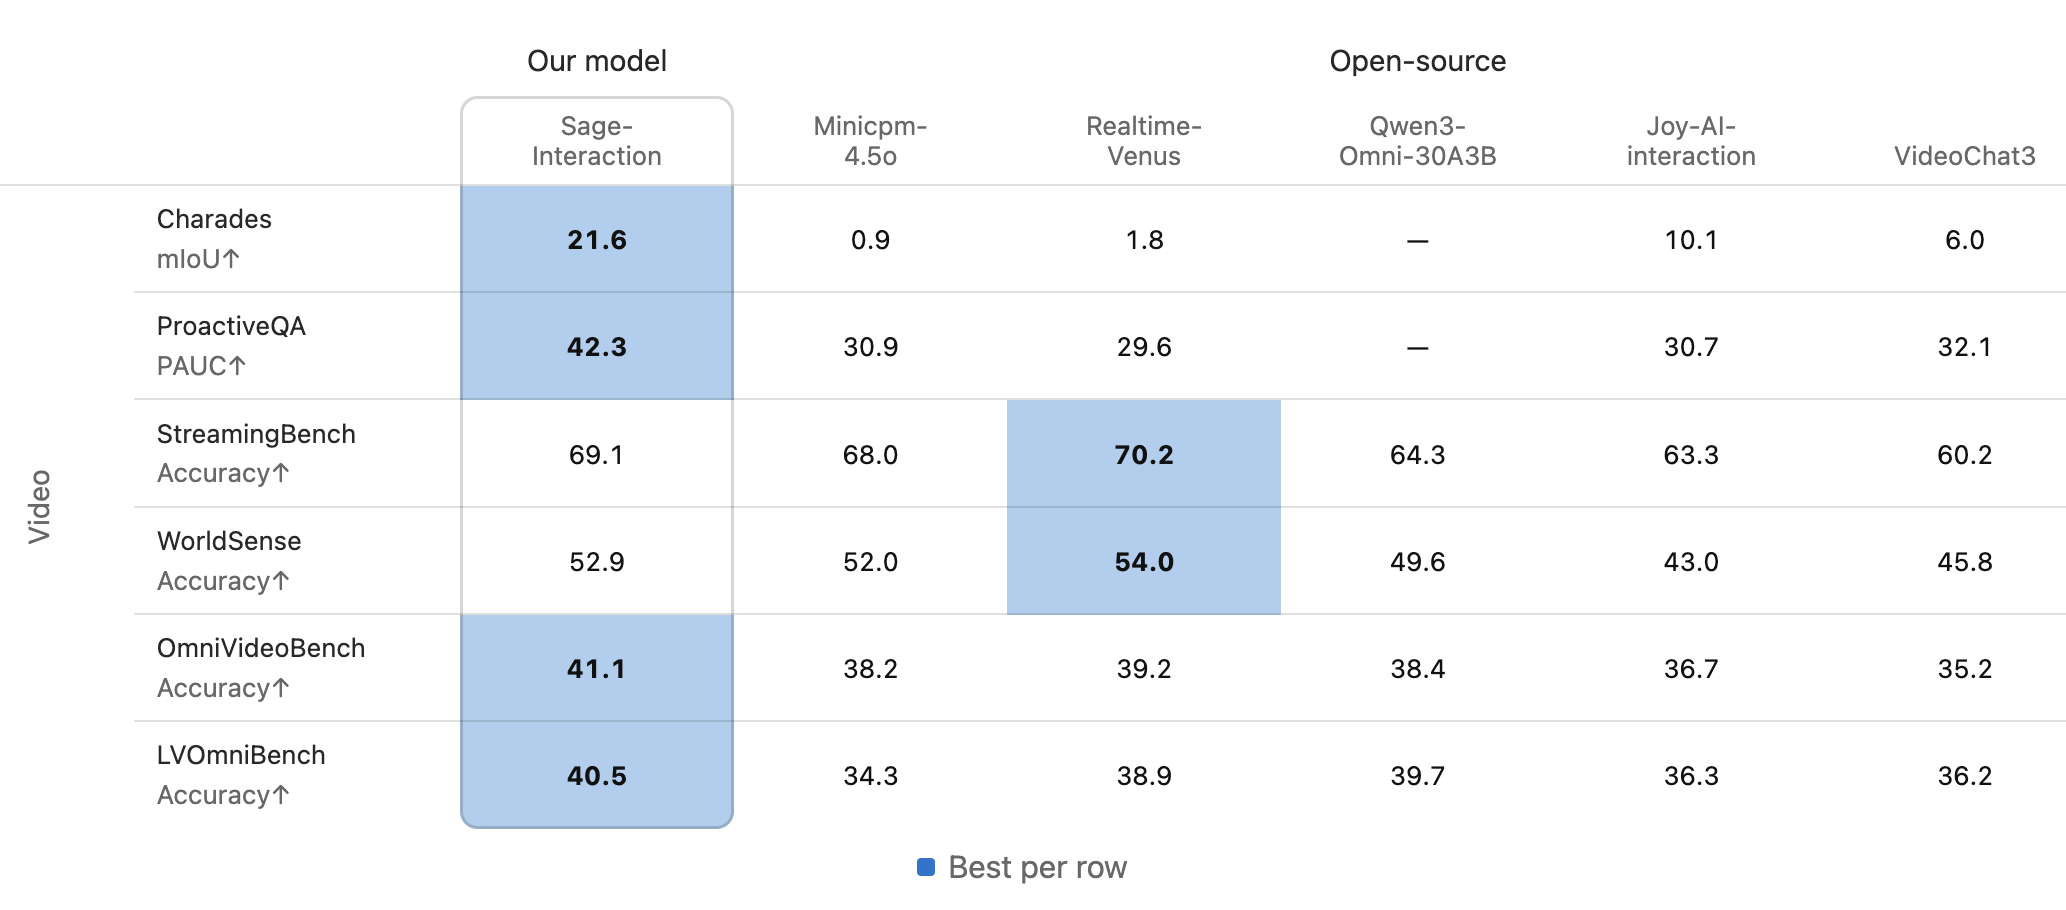 Our model
Open-source
Sage-
Interaction
Minicpm-
4.5o
Realtime-
Venus
Qwen3-
Omni-30A3B
Joy-AI-
interaction
VideoChat3
Video
Charades
mIoU↑
21.6 0.9 1.8 — 10.1 6.0
ProactiveQA
PAUC↑
42.3 30.9 29.6 — 30.7 32.1
StreamingBench
Accuracy↑
69.1 68.0 70.2 64.3 63.3 60.2
WorldSense
Accuracy↑
52.9 52.0 54.0 49.6 43.0 45.8
OmniVideoBench
Accuracy↑
41.1 38.2 39.2 38.4 36.7 35.2
LVOmniBench
Accuracy↑
40.5 34.3 38.9 39.7 36.3 36.2
Best per row